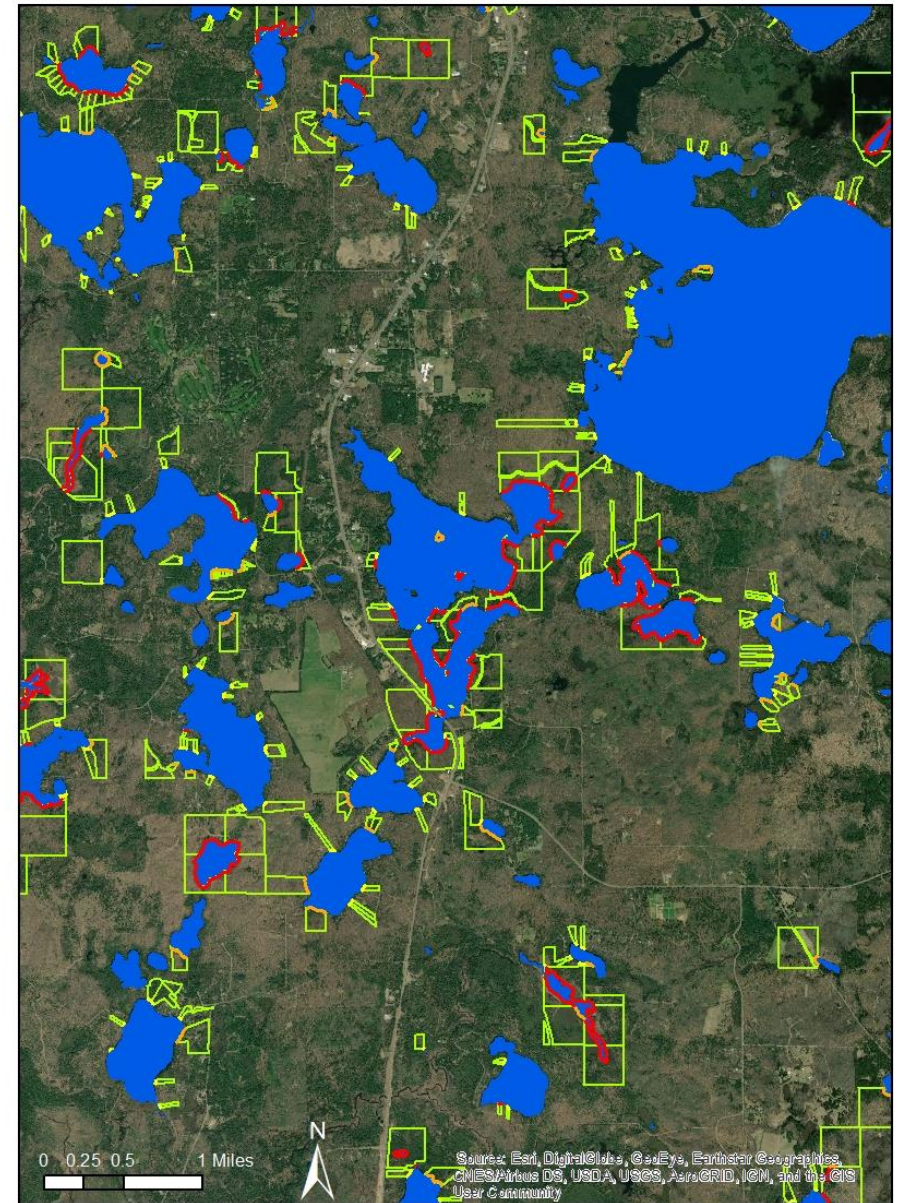 N
0 0.25 0.5 1 Miles
Source: Esri, DigitalGlobe, GeoEye, Earthstar Geographics,
CNES/Airbus DS, USDA, USGS, AeroGRID, IGN, and the GIS
User Community